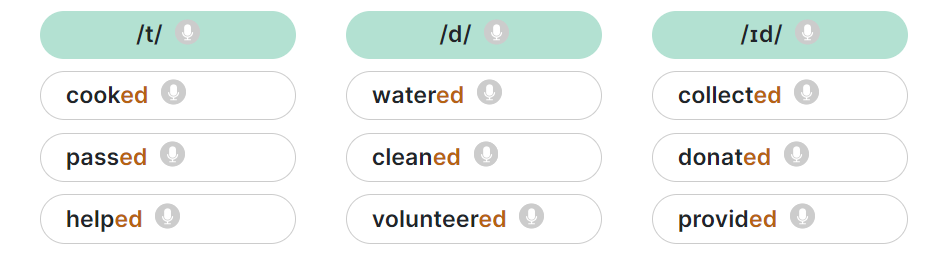 /t/ /d/ /ɪd/
cooked watered collected
passed cleaned donated
helped volunteered provided